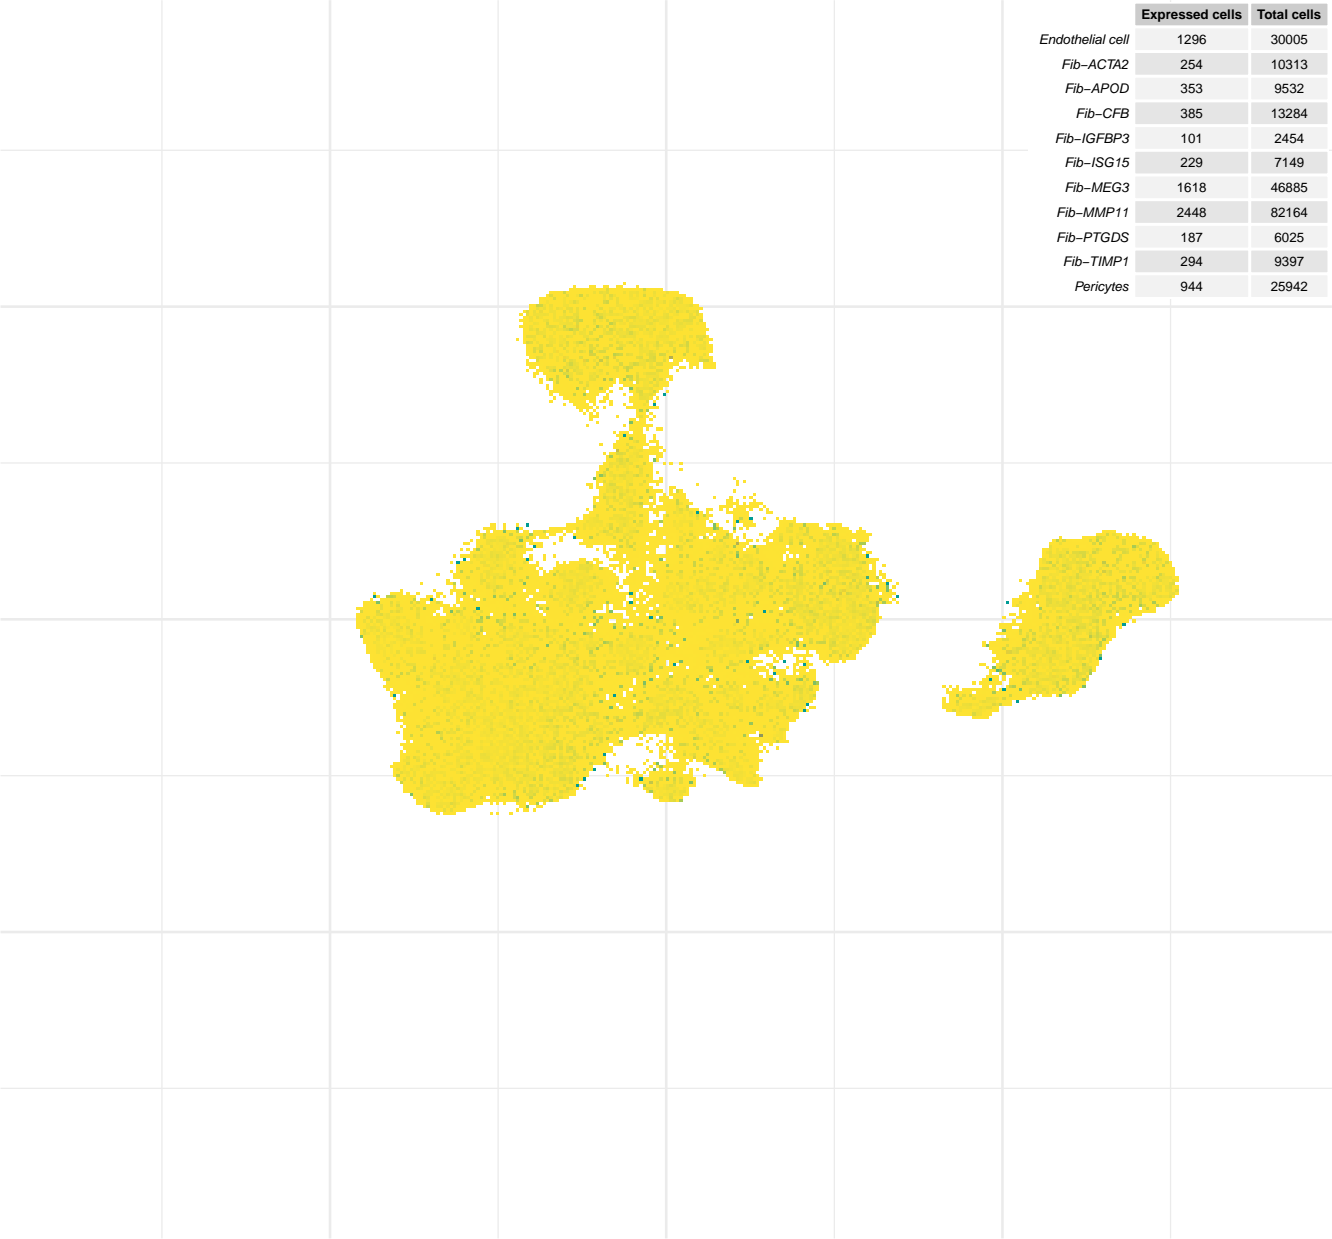 Expressed cells Total cells
Endothelial cell 1296 30005
Fib−ACTA2 254 10313
Fib−APOD 353 9532
Fib−CFB 385 13284
Fib−IGFBP3 101 2454
Fib−ISG15 229 7149
Fib−MEG3 1618 46885
Fib−MMP11 2448 82164
Fib−PTGDS 187 6025
Fib−TIMP1 294 9397
Pericytes 944 25942